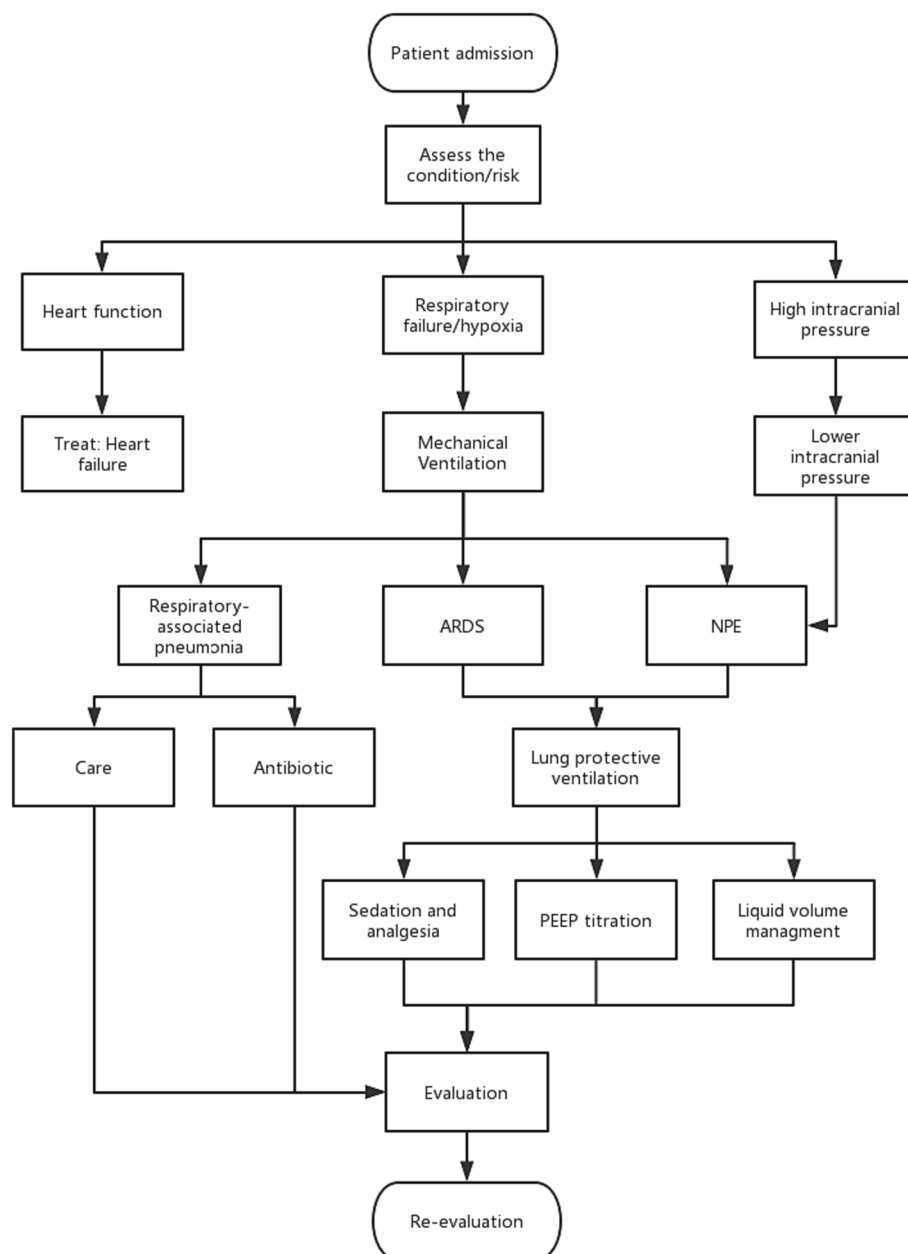 Patient admission
Assess the
condition/risk
Heart function
Respiratory
failure/hypoxia
High intracranial
pressure
Treat: Heart
failure
Mechanical
Ventilation
Lower
intracranial
pressure
Respiratory-
associated
pneumonia
ARDS
NPE
Care
Antibiotic
Lung protective
ventilation
Sedation and
analgesia
PEEP titration
Liquid volume
managment
Evaluation
Re-evaluation